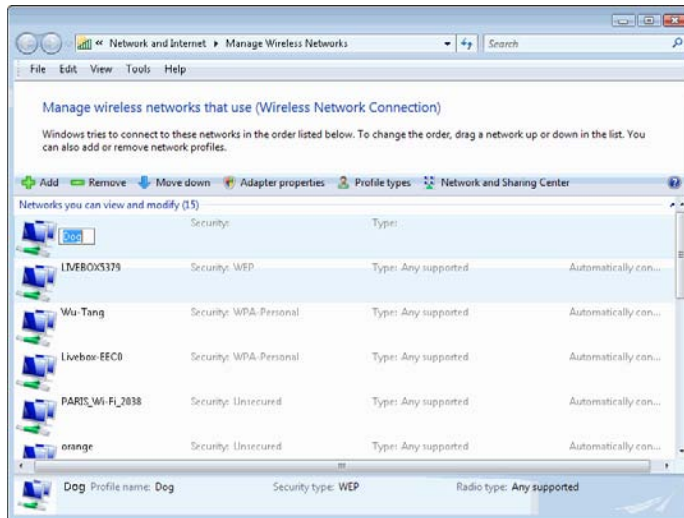 « Network and Internet ▸ Manage Wireless Networks Search
File Edit View Tools Help
Manage wireless networks that use (Wireless Network Connection)
Windows tries to connect to these networks in the order listed below. To change the order, drag a network up or down in the list. You
can also add or remove network profiles.
Add Remove Move down Adapter properties Profile types Network and Sharing Center
Networks you can view and modify (15)
Dog Security: Type:
LIVEBOX5379 Security: WEP Type: Any supported Automatically con...
Wu-Tang Security: WPA-Personal Type: Any supported Automatically con...
Livebox-EEC0 Security: WPA-Personal Type: Any supported Automatically con...
PARIS_Wi-Fi_2038 Security: Unsecured Type: Any supported Automatically con...
orange Security: Unsecured Type: Any supported Automatically con...
Dog Profile name: Dog Security type: WEP Radio type: Any supported